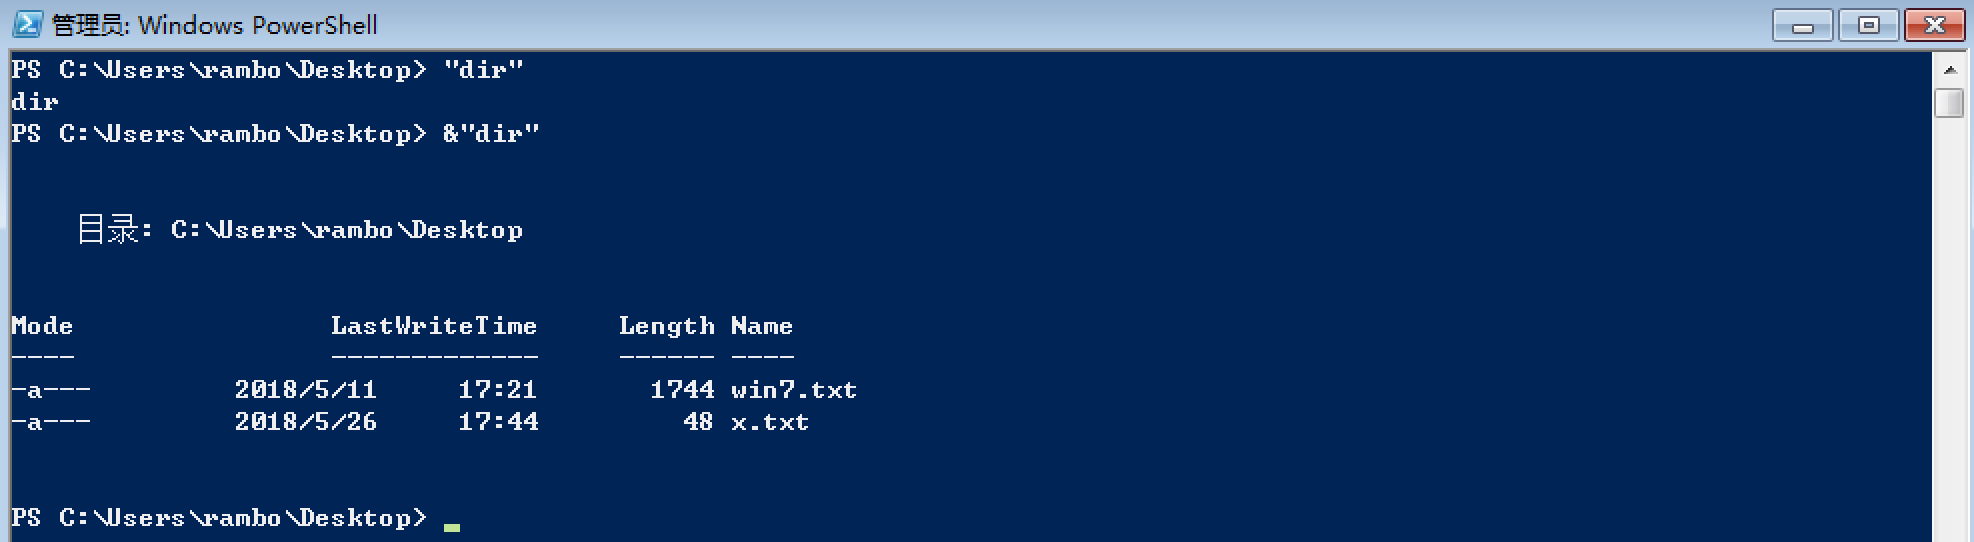 管理员: Windows PowerShell
PS C:\Users\rambo\Desktop> "dir"
dir
PS C:\Users\rambo\Desktop> &"dir"
目录: C:\Users\rambo\Desktop
Mode LastWriteTime Length Name
---- ------------- ------ ----
-a--- 2018/5/11 17:21 1744 win7.txt
-a--- 2018/5/26 17:44 48 x.txt
PS C:\Users\rambo\Desktop>